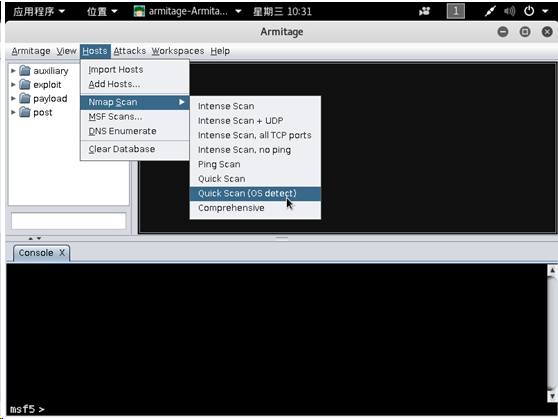 应用程序 位置 armitage-Armita... 星期三 10:31 1
Armitage
Armitage View Hosts Attacks Workspaces Help
auxiliary
exploit
payload
post
Import Hosts
Add Hosts...
Nmap Scan
MSF Scans...
DNS Enumerate
Clear Database
Intense Scan
Intense Scan + UDP
Intense Scan, all TCP ports
Intense Scan, no ping
Ping Scan
Quick Scan
Quick Scan (OS detect)
Comprehensive
Console X
msf5 >